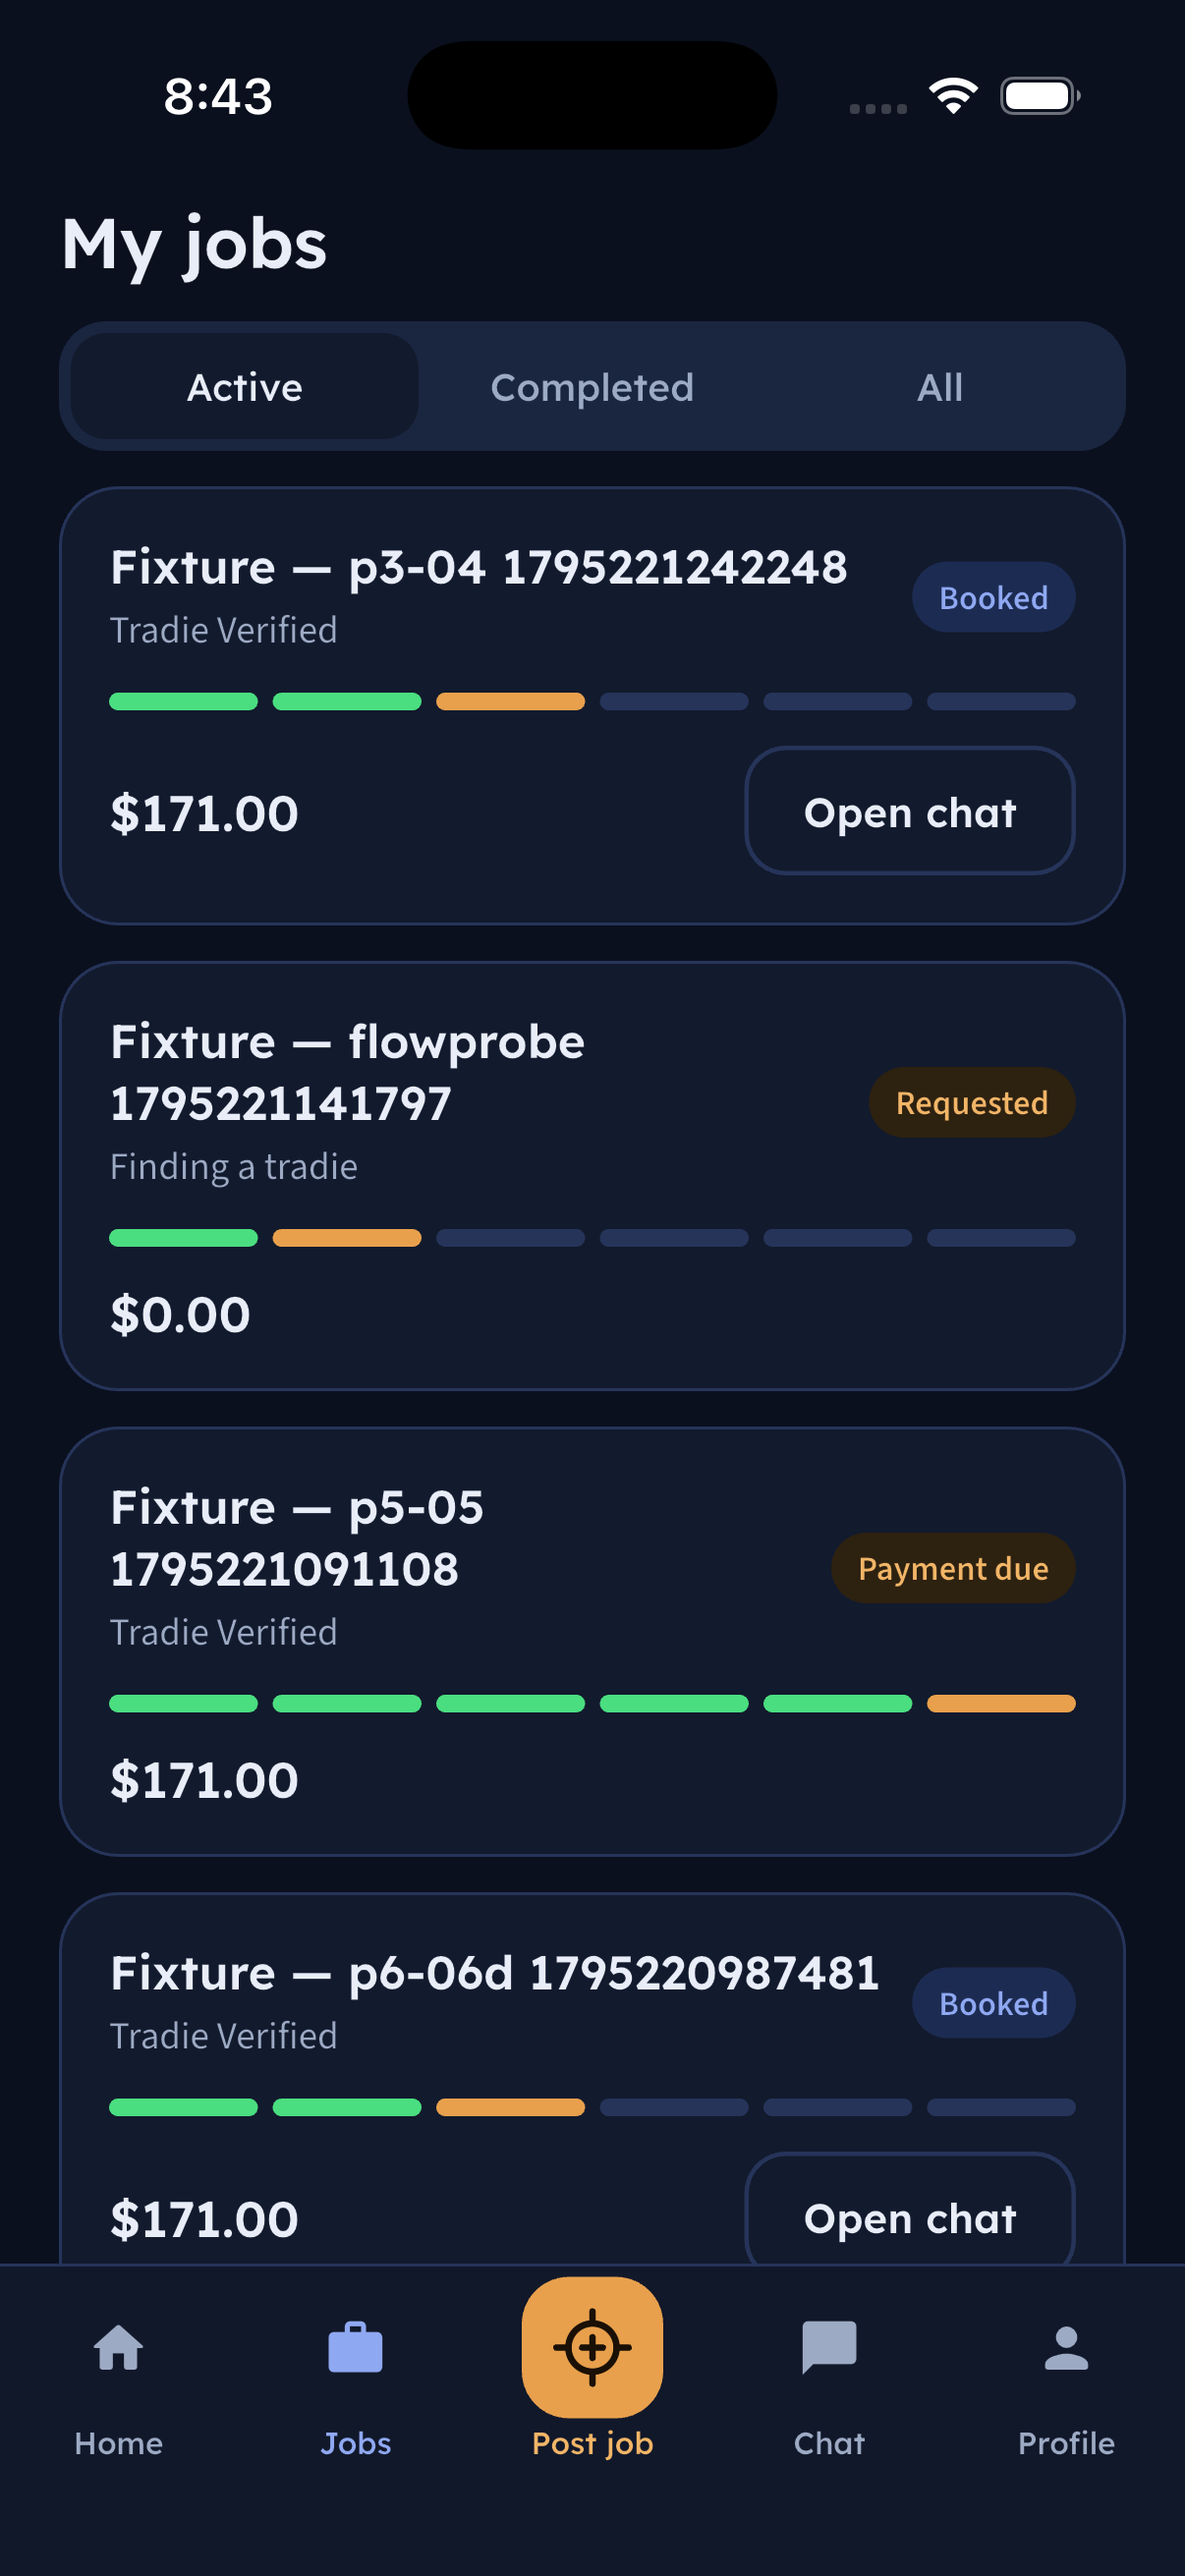 8:43
My jobs
Active
Completed
All
Fixture — p3-04 1795221242248
Tradie Verified
Booked
$171.00
Open chat
Fixture — flowprobe
1795221141797
Finding a tradie
Requested
$0.00
Fixture — p5-05
1795221091108
Tradie Verified
Payment due
$171.00
Fixture — p6-06d 1795220987481
Tradie Verified
Booked
$171.00
Open chat
Home
Jobs
Post job
Chat
Profile